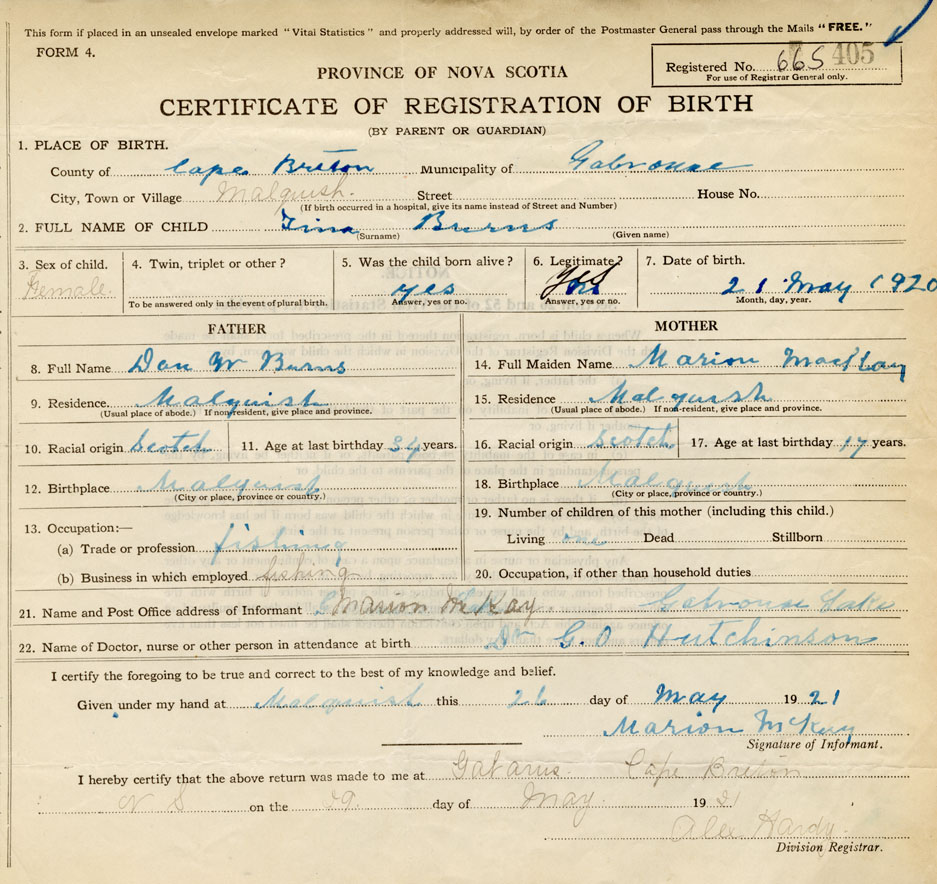 This form if placed in an unsealed envelope marked "Vital Statistics" and properly addressed will, by order of the Postmaster General pass through the Mails "FREE."
FORM 4.
Registered No. 665 405
For use of Registrar General only.
PROVINCE OF NOVA SCOTIA
CERTIFICATE OF REGISTRATION OF BIRTH
(BY PARENT OR GUARDIAN)
1. PLACE OF BIRTH.
County of Cape Breton Municipality of Gabrouse
City, Town or Village Malquish. Street House No.
(If birth occurred in a hospital, give its name instead of Street and Number)
2. FULL NAME OF CHILD Tina Burns
(Surname) (Given name)
3. Sex of child. 4. Twin, triplet or other ? 5. Was the child born alive ? 6. Legitimate ? 7. Date of birth.
Female. yes Yes 21 May 1920
To be answered only in the event of plural birth. Answer, yes or no. Answer, yes or no. Month, day, year.
FATHER MOTHER
8. Full Name Dan W Burns 14. Full Maiden Name Marion
9. Residence. Malquish 15. Residence Malquish
(Usual place of abode.) If non-resident, give place and province. (Usual place of abode.) If non-resident, give place and province.
10. Racial origin Scotch 11. Age at last birthday 34 years. 16. Racial origin Scotch 17. Age at last birthday 17 years.
12. Birthplace Malquish 18. Birthplace Malquish
(City or place, province or country.) (City or place, province or country.)
13. Occupation:— 19. Number of children of this mother (including this child.)
(a) Trade or profession fishing Living one Dead Stillborn
(b) Business in which employed fishing 20. Occupation, if other than household duties
21. Name and Post Office address of Informant Marion McKay Gabrouse Lake
22. Name of Doctor, nurse or other person in attendance at birth Dr G. O Hutchinson
I certify the foregoing to be true and correct to the best of my knowledge and belief.
Given under my hand at Malquish this 26 day of May 1921
Marion McKay
Signature of Informant.
I hereby certify that the above return was made to me at Gabarus. Cape Breton
N S on the 29. day of May. 1921
Alex. Hardy.
Division Registrar.